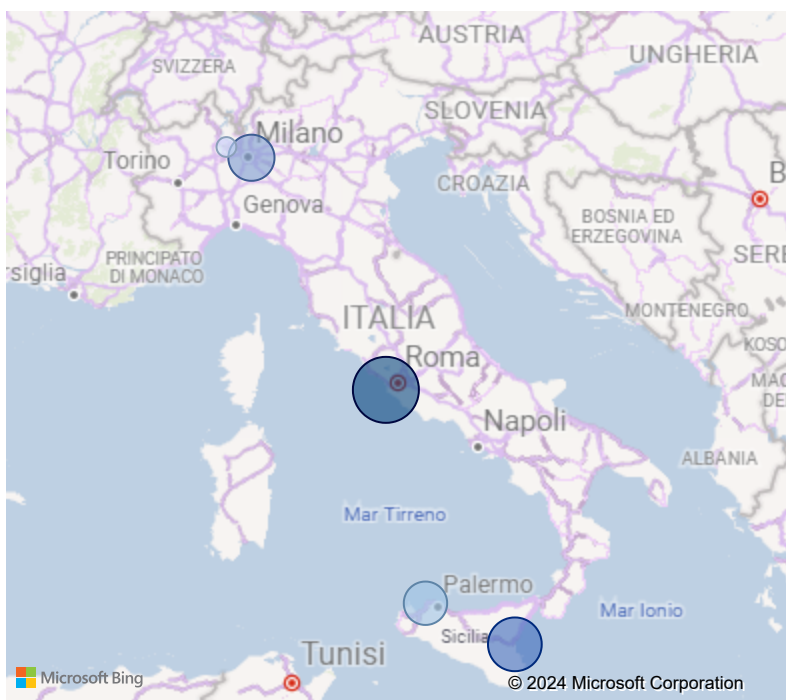 AUSTRIA
UNGHERIA
SVIZZERA
SLOVENIA
Milano
Torino
CROAZIA
B
Genova
BOSNIA ED
ERZEGOVINA
SERE
PRINCIPATO
DI MONACO
rsiglia
MONTENEGRO
ITALIA
KOSO
Roma
MAC
DE
Napoli
ALBANIA
Mar Tirreno
Palermo
Mar Ionio
Sicilia
Tunisi
Microsoft Bing
© 2024 Microsoft Corporation